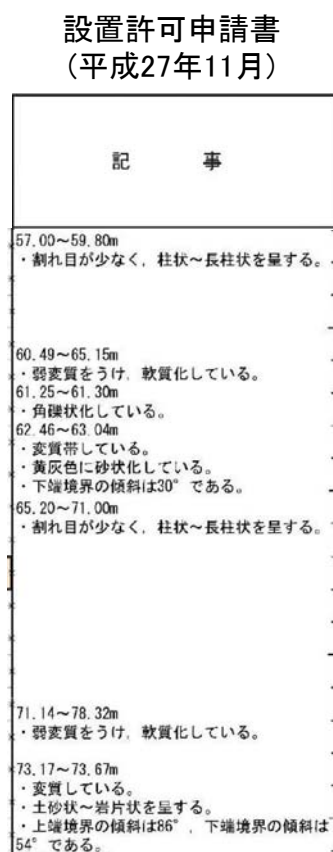 設置許可申請書
(平成27年11月)
記 事
57.00~59.80m
・割れ目が少なく，柱状~長柱状を呈する。
60.49~65.15m
・弱変質をうけ，軟質化している。
61.25~61.30m
・角礫状化している。
62.46~63.04m
・変質帯している。
・黄灰色に砂状化している。
・下端境界の傾斜は30°である。
65.20~71.00m
・割れ目が少なく，柱状~長柱状を呈する。
71.14~78.32m
・弱変質をうけ，軟質化している。
73.17~73.67m
・変質している。
・土砂状~岩片状を呈する。
・上端境界の傾斜は86°，下端境界の傾斜は
54°である。